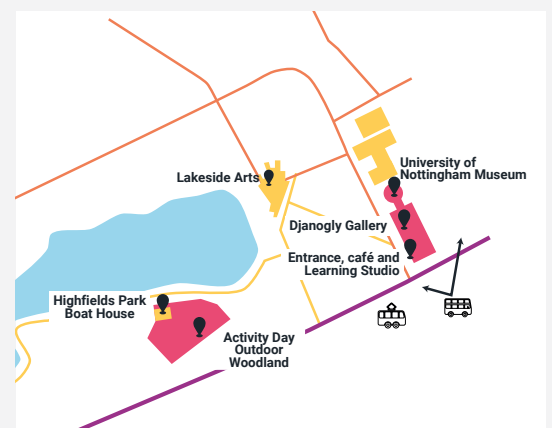 University of
Nottingham Museum
Lakeside Arts
Djanogly Gallery
Entrance, café and
Learning Studio
Highfields Park
Boat House
Activity Day
Outdoor
Woodland